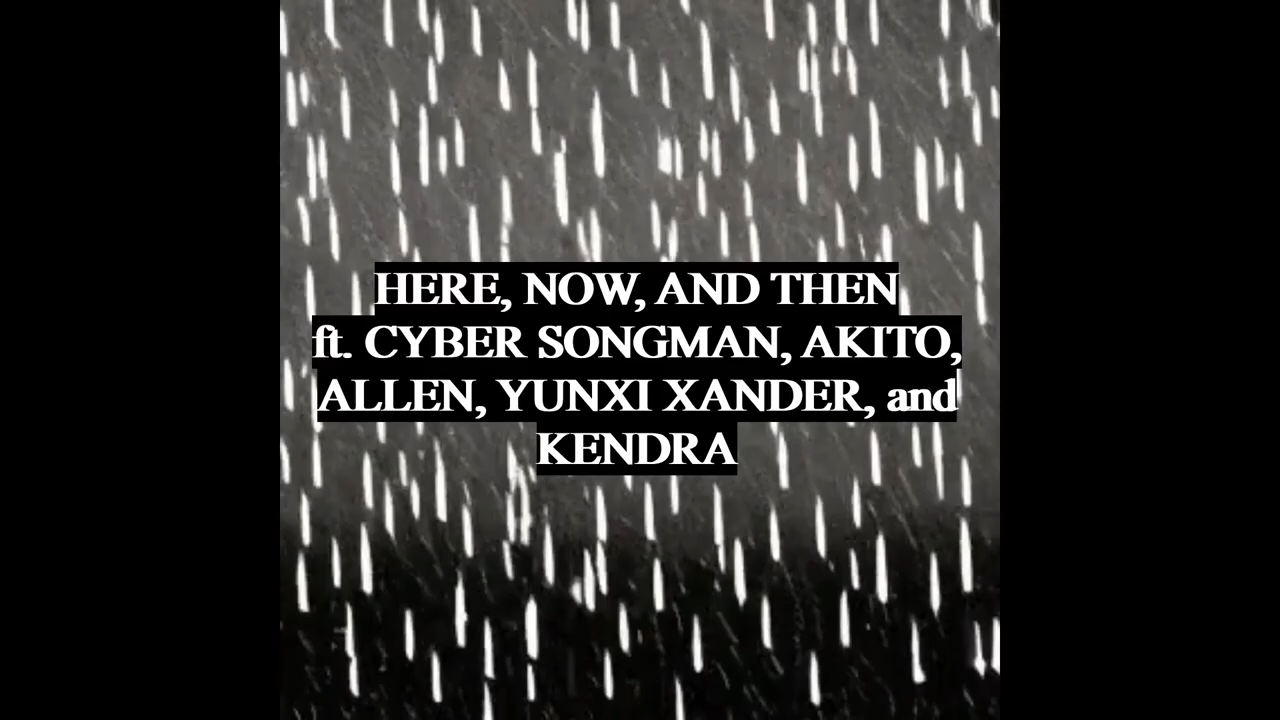 HERE, NOW, AND THEN
ft. CYBER SONGMAN, AKITO,
ALLEN, YUNXI XANDER, and
KENDRA